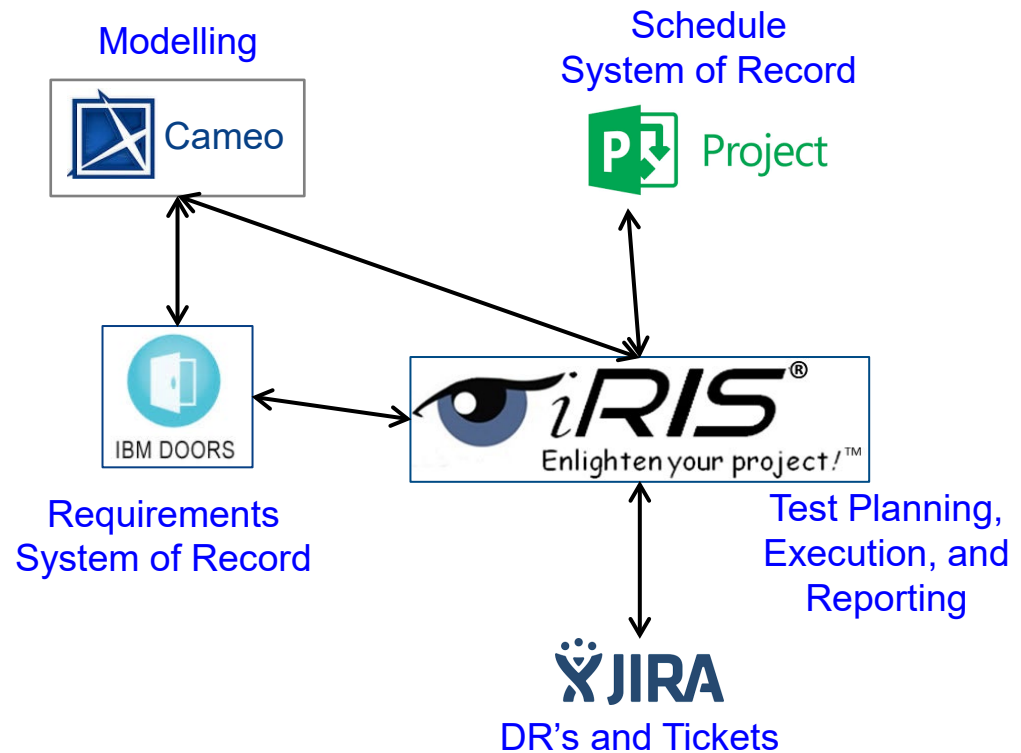 Modelling
Cameo
Schedule
System of Record
P
Project
IBM DOORS
Requirements
System of Record
iRIS®
Enlighten your project!™
Test Planning,
Execution, and
Reporting
JIRA
DR's and Tickets